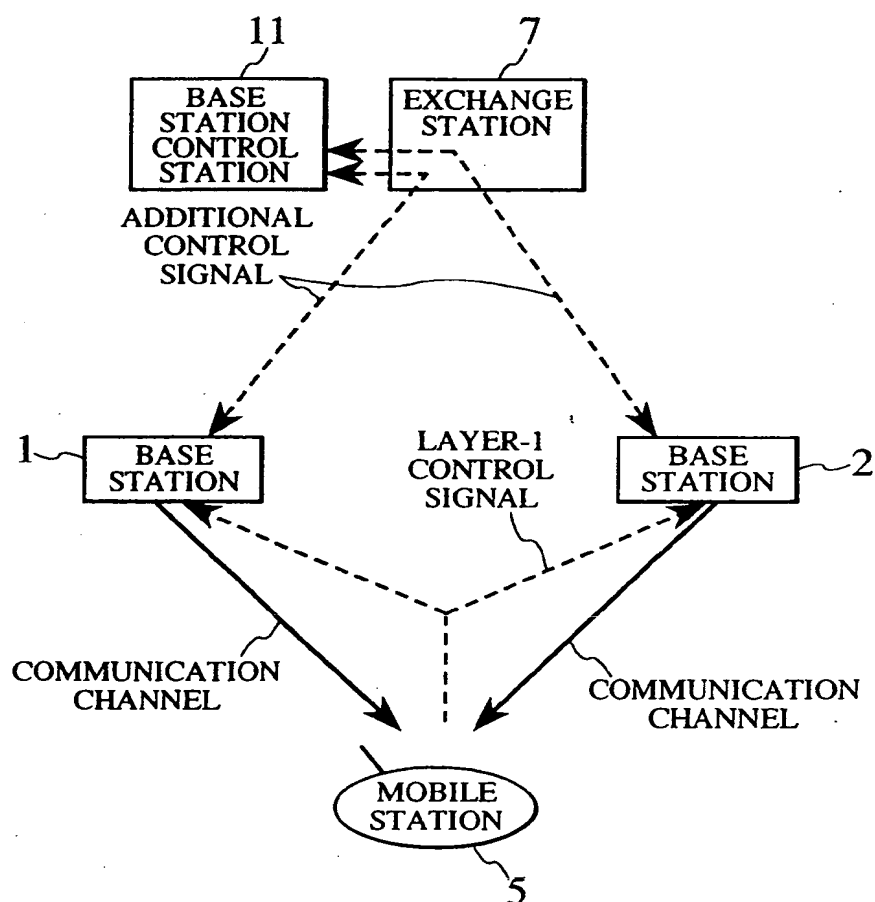 11
7
BASE
STATION
CONTROL
STATION
EXCHANGE
STATION
ADDITIONAL
CONTROL
SIGNAL
1
BASE
STATION
LAYER-1
CONTROL
SIGNAL
BASE
STATION
2
COMMUNICATION
CHANNEL
COMMUNICATION
CHANNEL
MOBILE
STATION
5